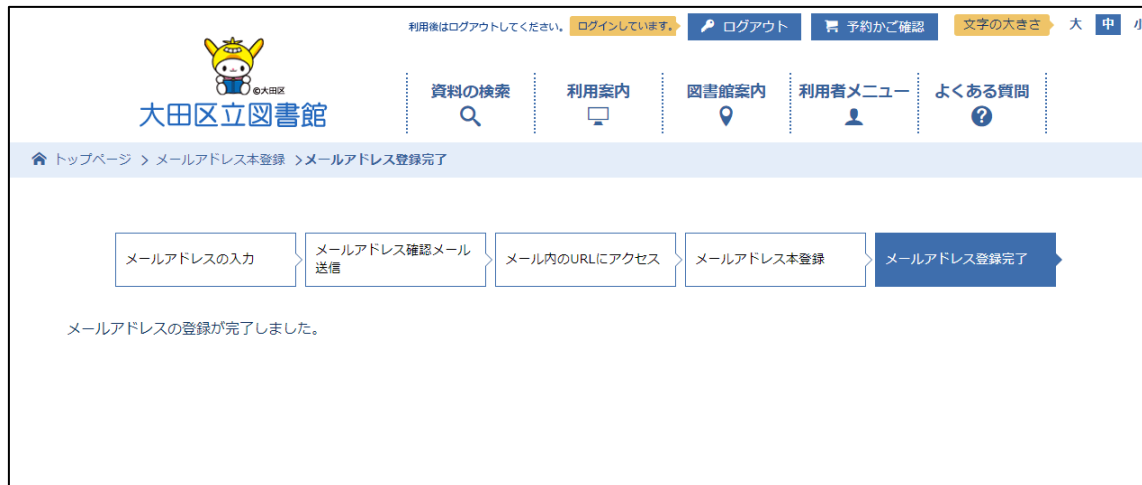 利用後はログアウトしてください。 ログインしています。 ログアウト 予約かご確認 文字の大きさ 大 中 小
©大田区
大田区立図書館
資料の検索 利用案内 図書館案内 利用者メニュー よくある質問
トップページ > メールアドレス本登録 >メールアドレス登録完了
メールアドレスの入力
メールアドレス確認メール
送信
メール内のURLにアクセス
メールアドレス本登録
メールアドレス登録完了
メールアドレスの登録が完了しました。